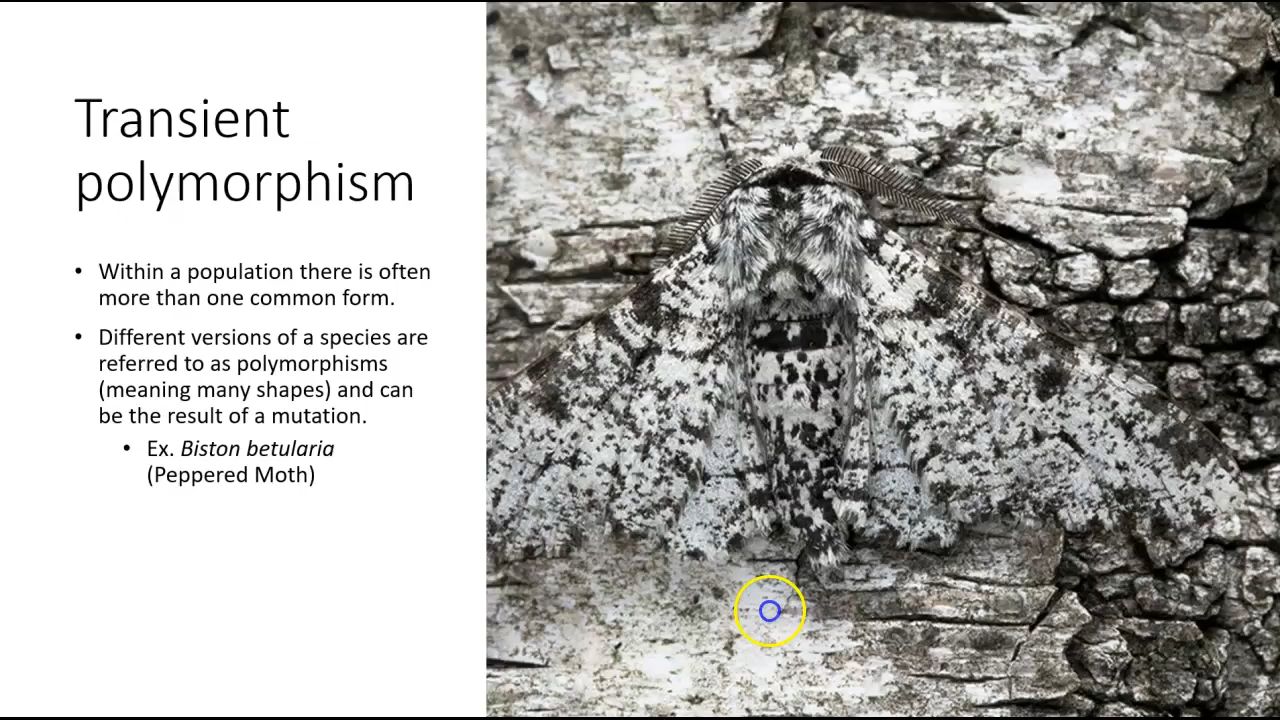 Transient
polymorphism
• Within a population there is often
more than one common form.
• Different versions of a species are
referred to as polymorphisms
(meaning many shapes) and can
be the result of a mutation.
• Ex. Biston betularia
(Peppered Moth)